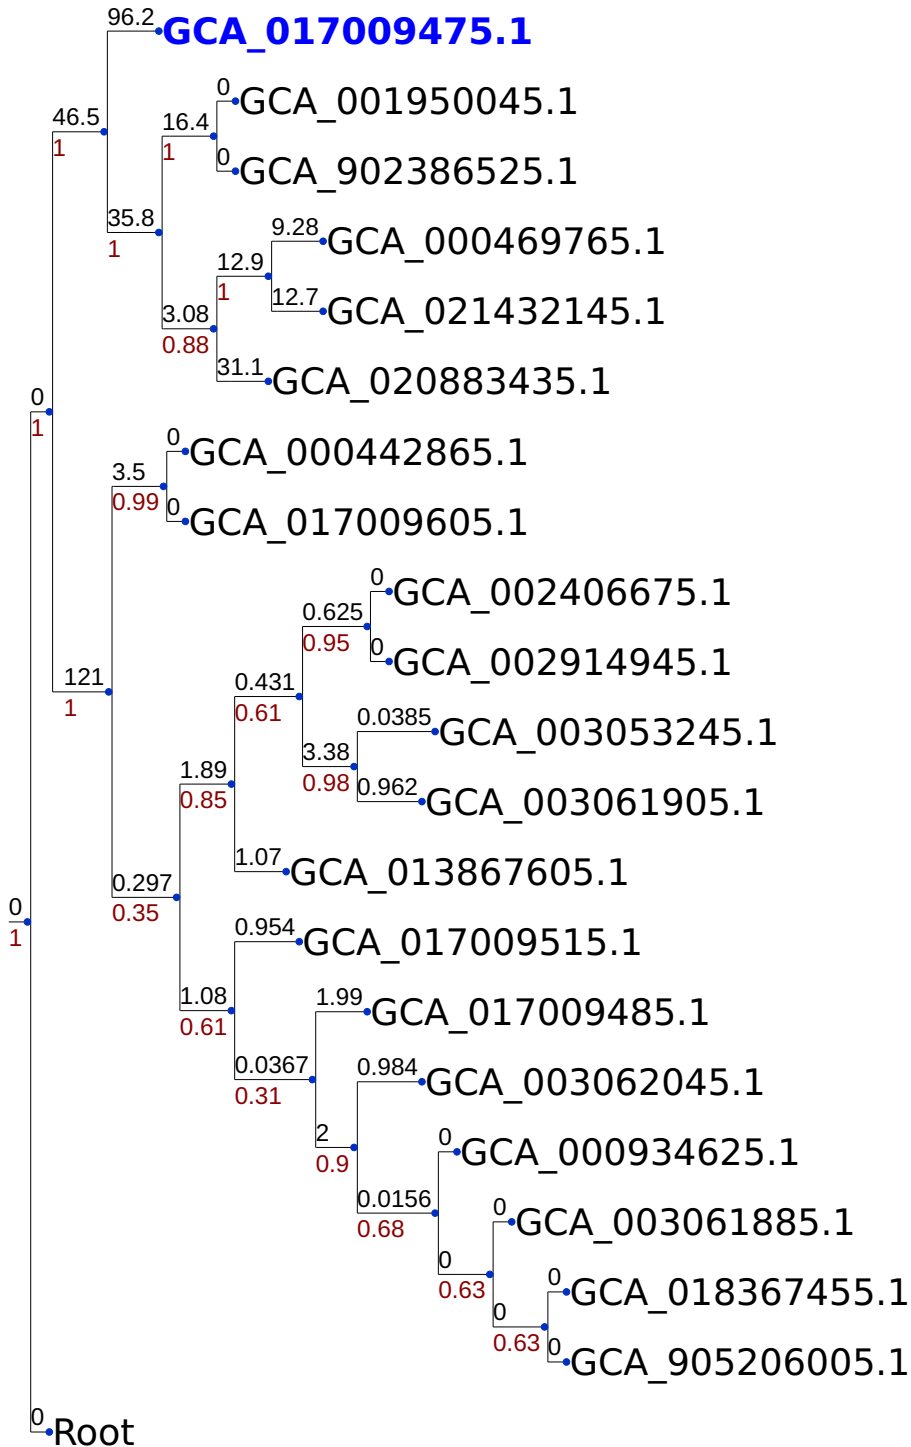 96.2
GCA_017009475.1
0
GCA_001950045.1
46.5
16.4
1
1
0
GCA_902386525.1
35.8
9.28
GCA_000469765.1
1
12.9
1
12.7
GCA_021432145.1
3.08
0.88
31.1
GCA_020883435.1
0
1
0
GCA_000442865.1
3.5
0.99
0
GCA_017009605.1
0
GCA_002406675.1
0.625
0.95
0
GCA_002914945.1
121
0.431
1
0.61
0.0385
GCA_003053245.1
3.38
0.98
1.89
0.85
0.962
GCA_003061905.1
1.07
GCA_013867605.1
0.297
0.35
0
1
0.954
GCA_017009515.1
1.08
0.61
1.99
GCA_017009485.1
0.0367
0.31
0.984
GCA_003062045.1
2
0.9
0
GCA_000934625.1
0.0156
0.68
0
GCA_003061885.1
0
0.63
0
GCA_018367455.1
0
0.63
0
GCA_905206005.1
0
Root